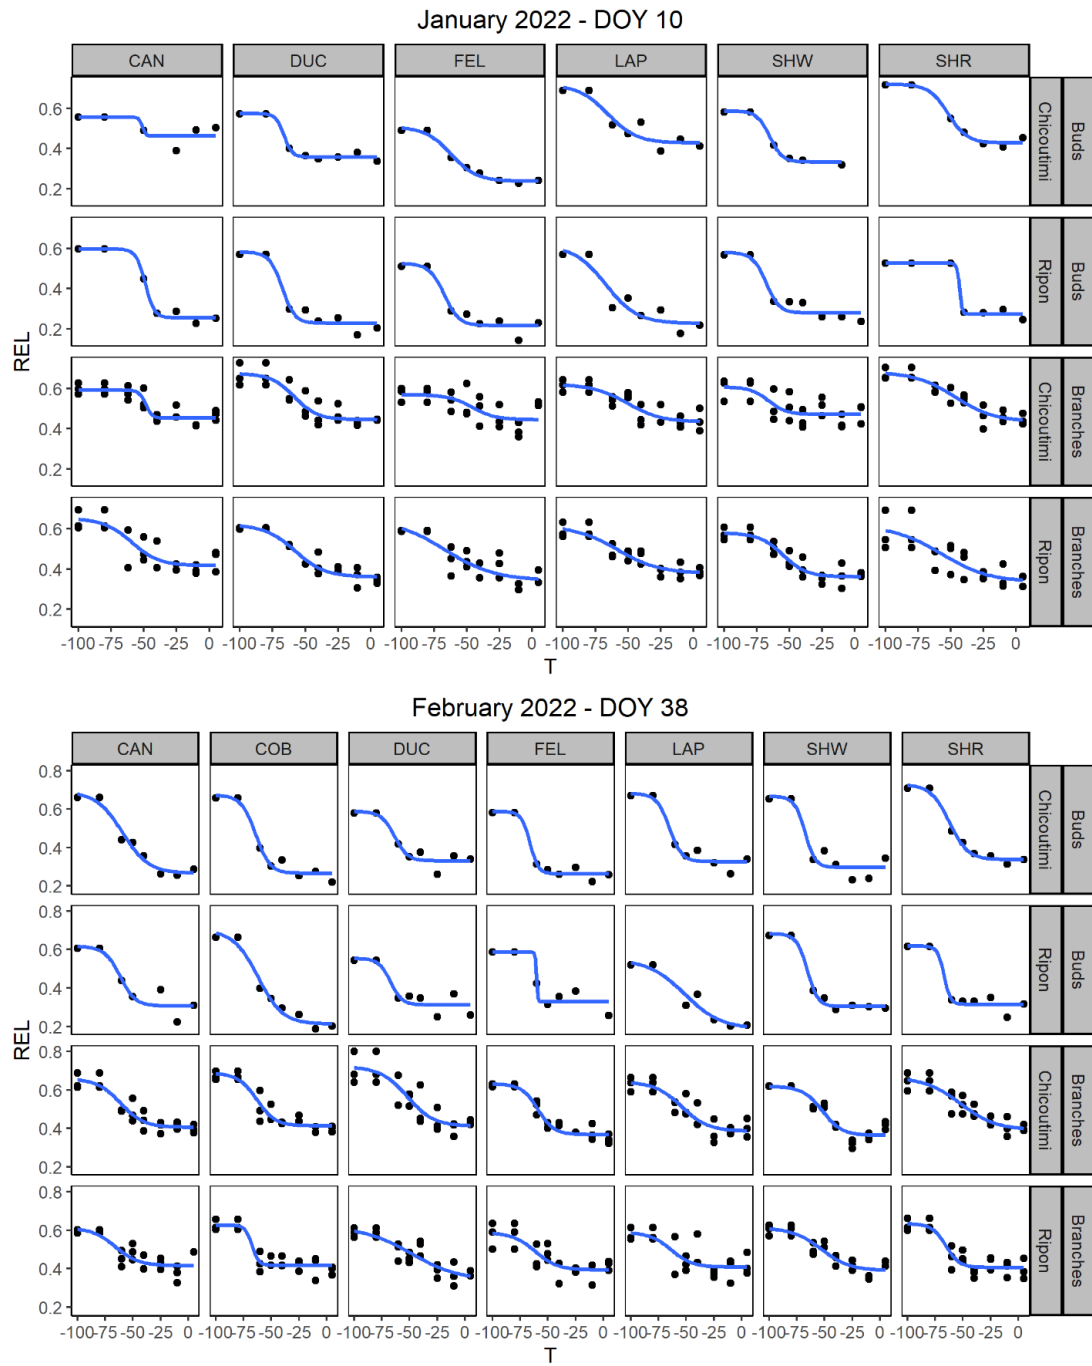 January 2022 - DOY 10
CAN DUC FEL LAP SHW SHR
0.6
0.4
0.2
Chicoutimi Buds
0.6
0.4
0.2
Ripon Buds
REL
0.6
0.4
0.2
Chicoutimi Branches
0.6
0.4
0.2
Ripon Branches
-100 -75 -50 -25 0 -100 -75 -50 -25 0 -100 -75 -50 -25 0 -100 -75 -50 -25 0 -100 -75 -50 -25 0 -100 -75 -50 -25 0
T
February 2022 - DOY 38
CAN COB DUC FEL LAP SHW SHR
0.8
0.6
0.4
0.2
Chicoutimi Buds
0.8
0.6
0.4
0.2
Ripon Buds
REL
0.8
0.6
0.4
0.2
Chicoutimi Branches
0.8
0.6
0.4
0.2
Ripon Branches
-100 -75 -50 -25 0 -100 -75 -50 -25 0 -100 -75 -50 -25 0 -100 -75 -50 -25 0 -100 -75 -50 -25 0 -100 -75 -50 -25 0 -100 -75 -50 -25 0
T